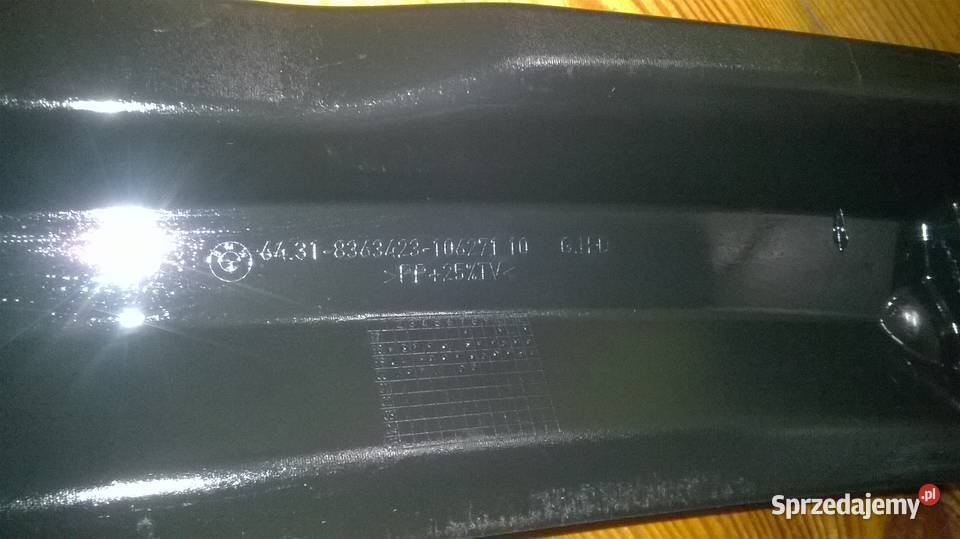 64.31-8363423-106271 10
>PP+25%TV<
Sprzedajemy.pl